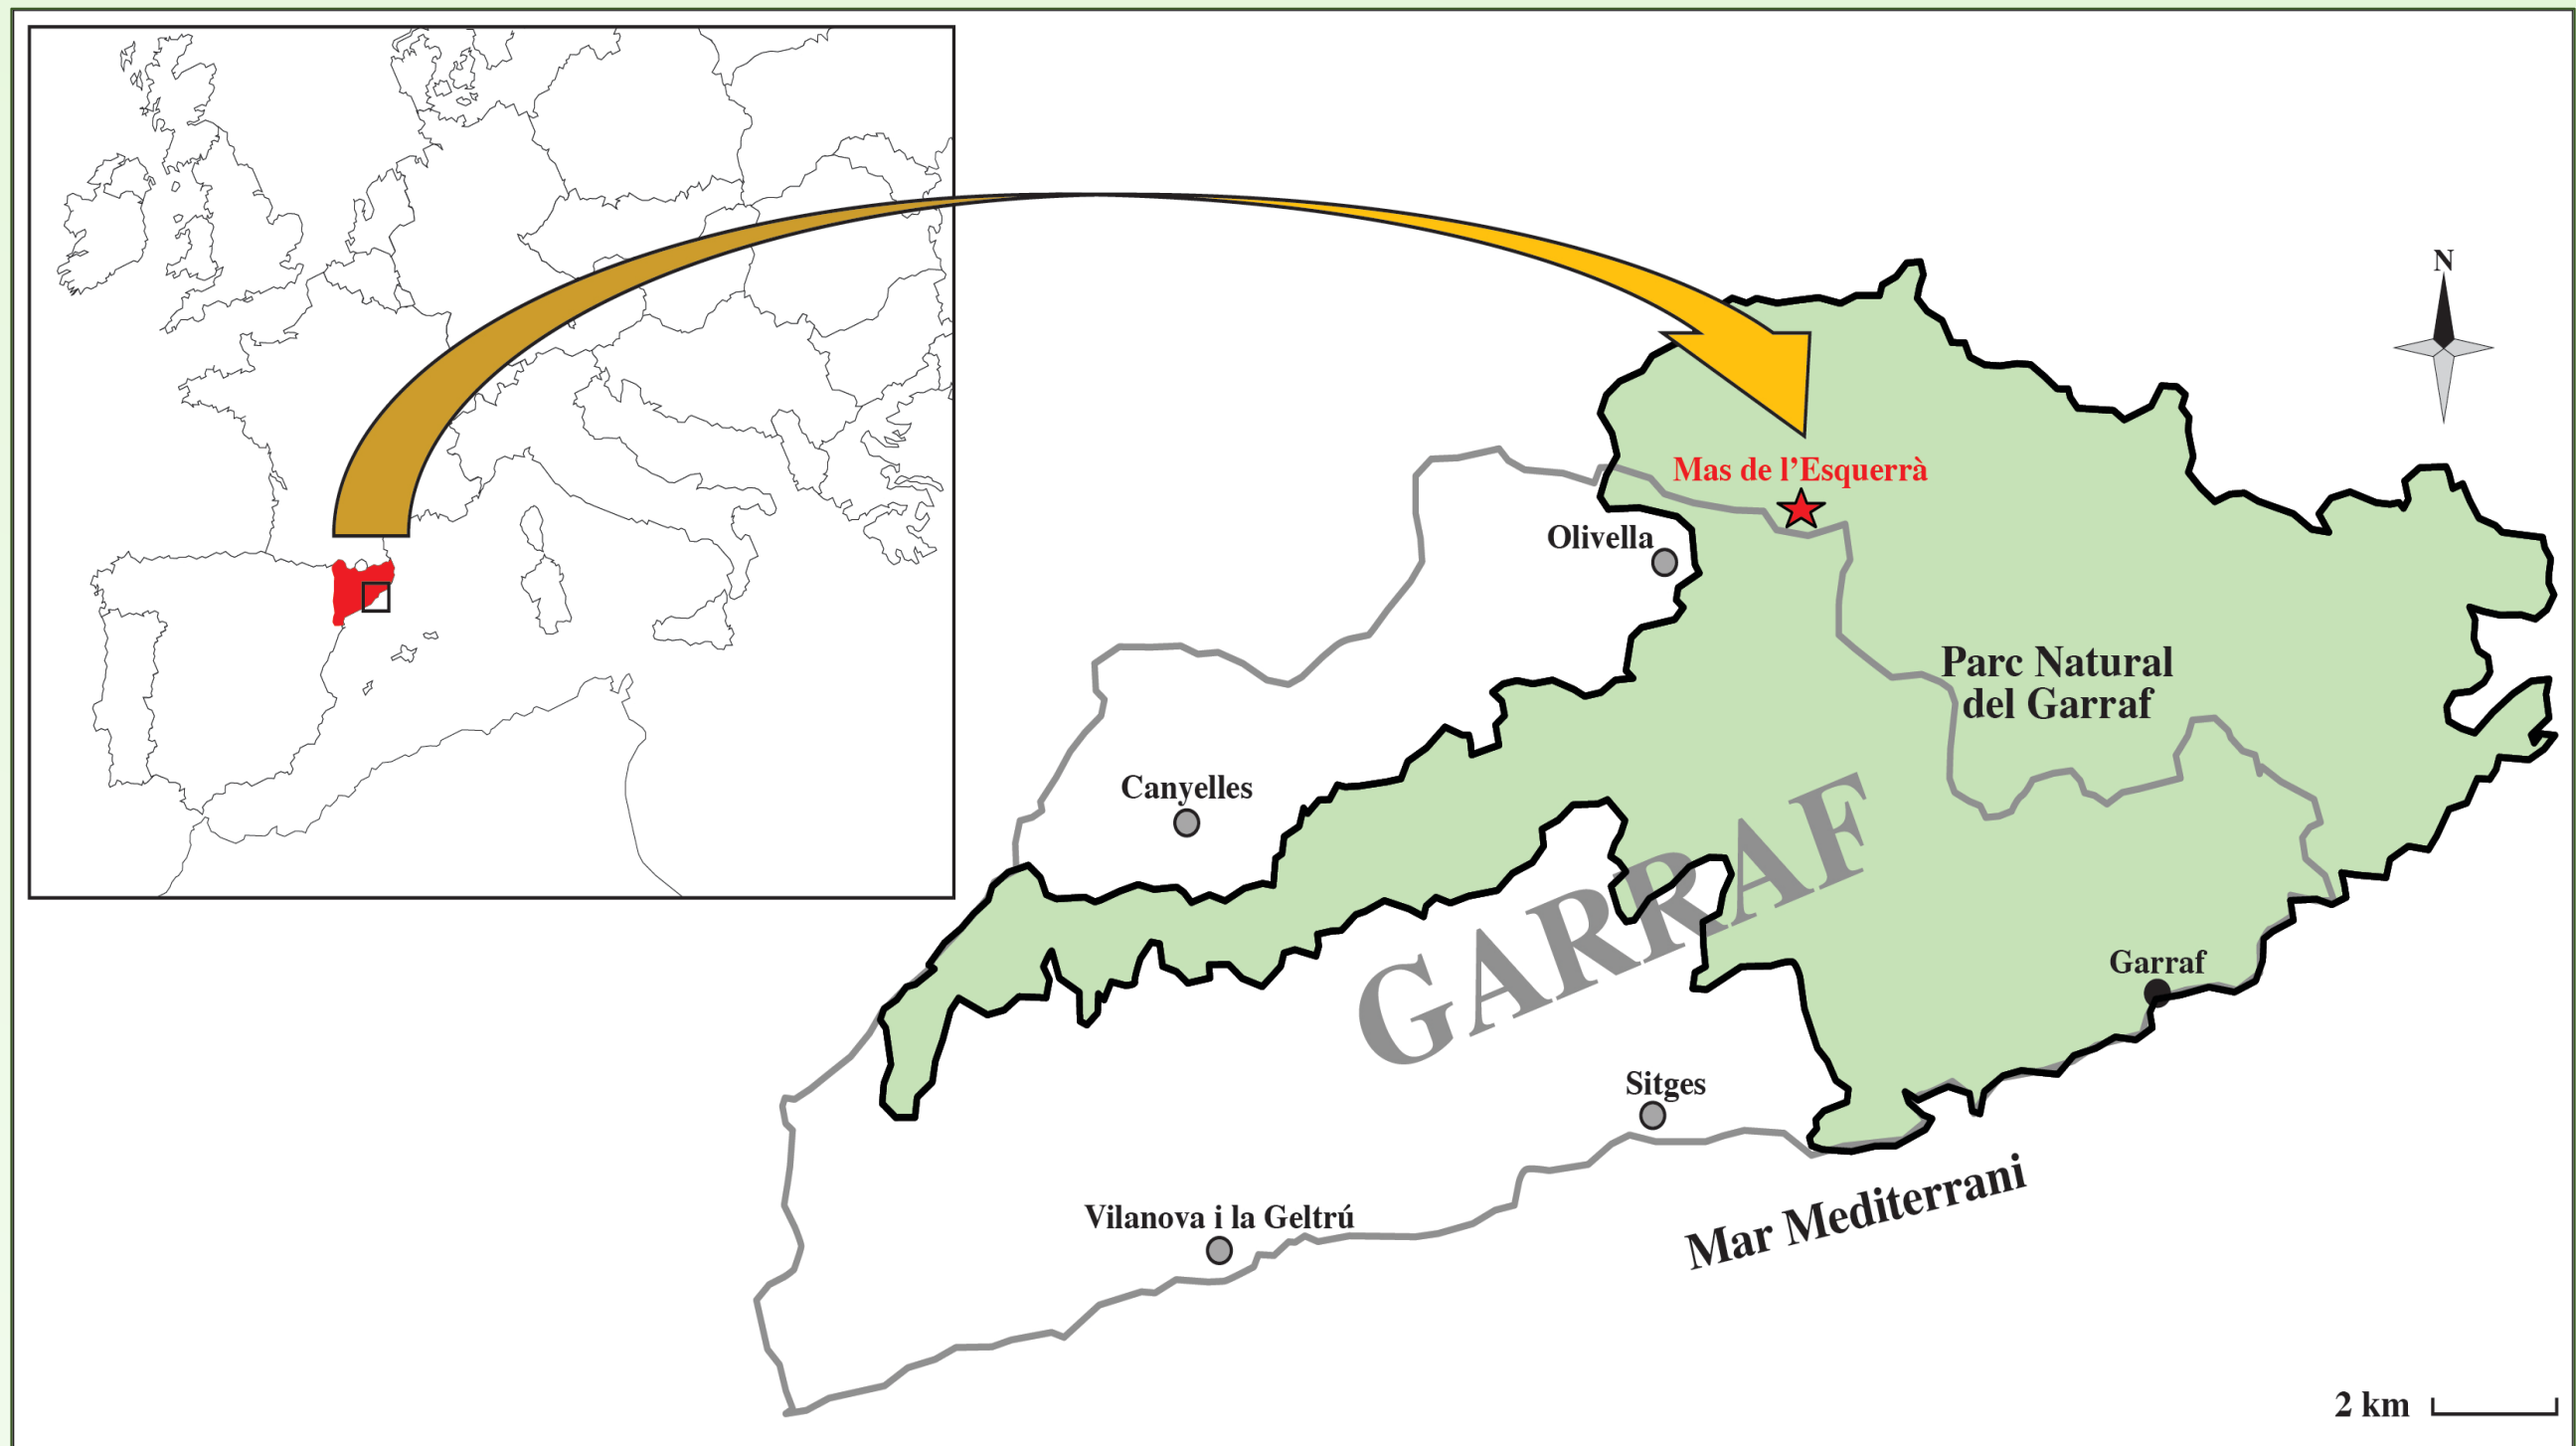 N
Mas de l’Esquerrà
Olivella
Parc Natural
del Garraf
Canyelles
GARRAF
Garraf
Sitges
Vilanova i la Geltrú
Mar Mediterrani
2 km